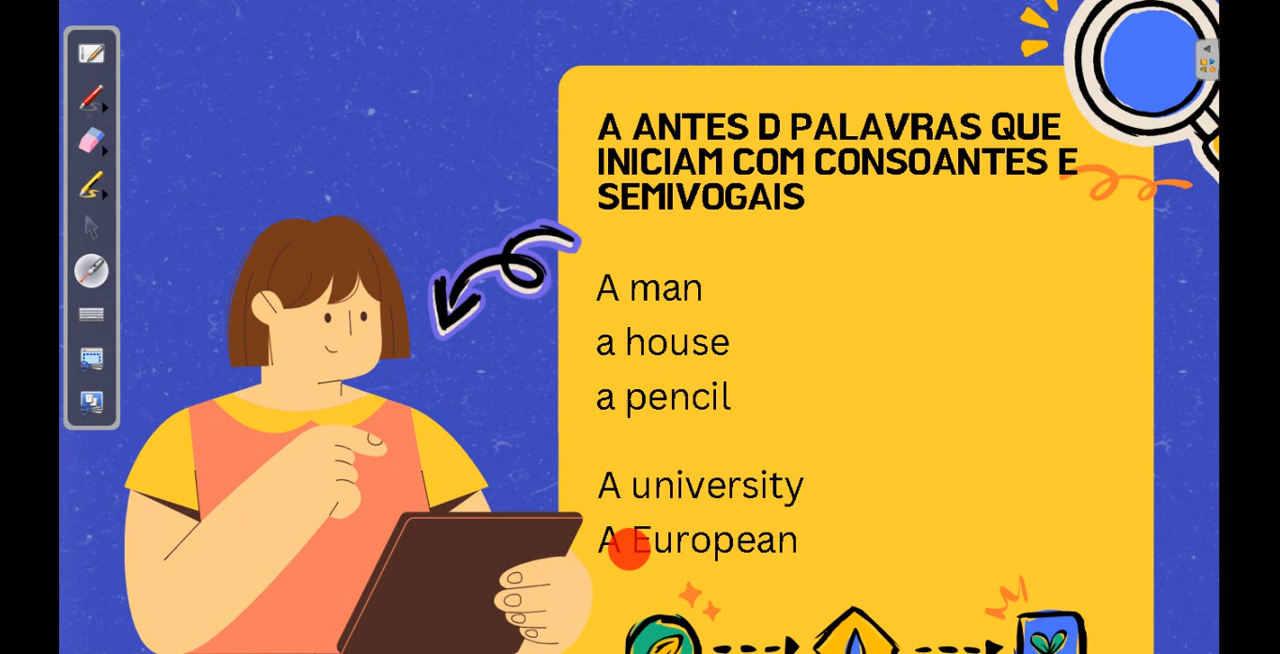 A ANTES D PALAVRAS QUE
INICIAM COM CONSOANTES E
SEMIVOGAIS
A man
a house
a pencil
A university
A European